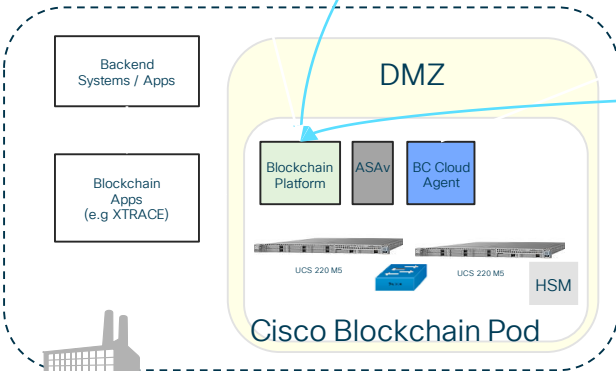 Backend
Systems / Apps
DMZ
Blockchain
Platform
ASAv
BC Cloud
Agent
Blockchain
Apps
(e.g XTRACE)
UCS 220 M5
UCS 220 M5
HSM
Cisco Blockchain Pod